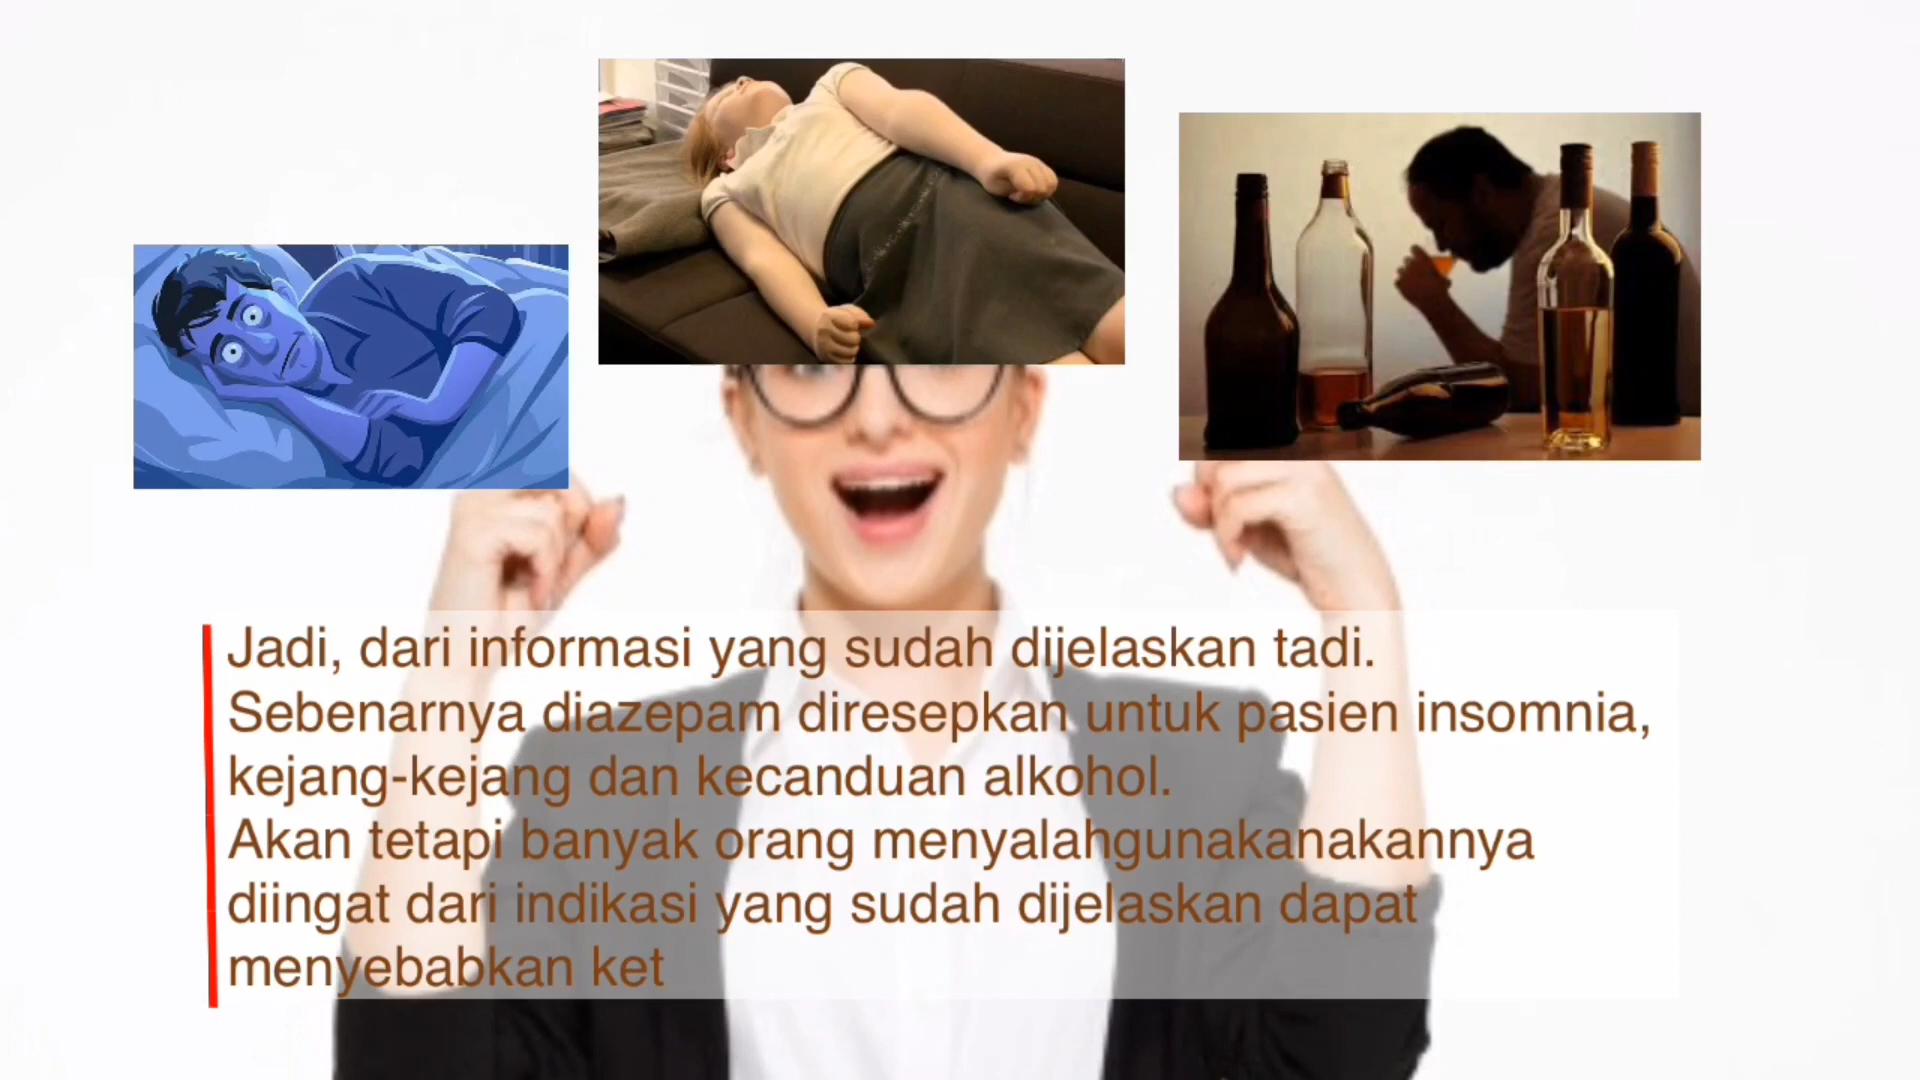 Jadi, dari informasi yang sudah dijelaskan tadi.
Sebenarnya diazepam diresepkan untuk pasien insomnia,
kejang-kejang dan kecanduan alkohol.
Akan tetapi banyak orang menyalahgunakanakannya
diingat dari indikasi yang sudah dijelaskan dapat
menyebabkan ket